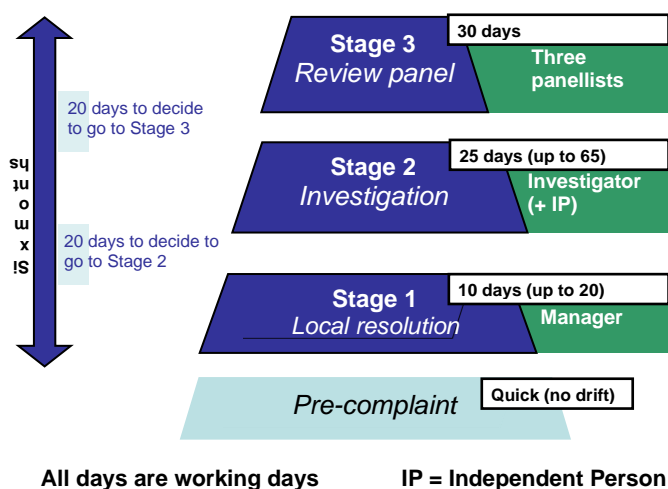 30 days
Stage 3
Review panel
Three
panellists
20 days to decide
to go to Stage 3
25 days (up to 65)
Stage 2
Investigation
Investigator
(+ IP)
Six months
20 days to decide to
go to Stage 2
10 days (up to 20)
Stage 1
Local resolution
Manager
Pre-complaint
Quick (no drift)
All days are working days
IP = Independent Person